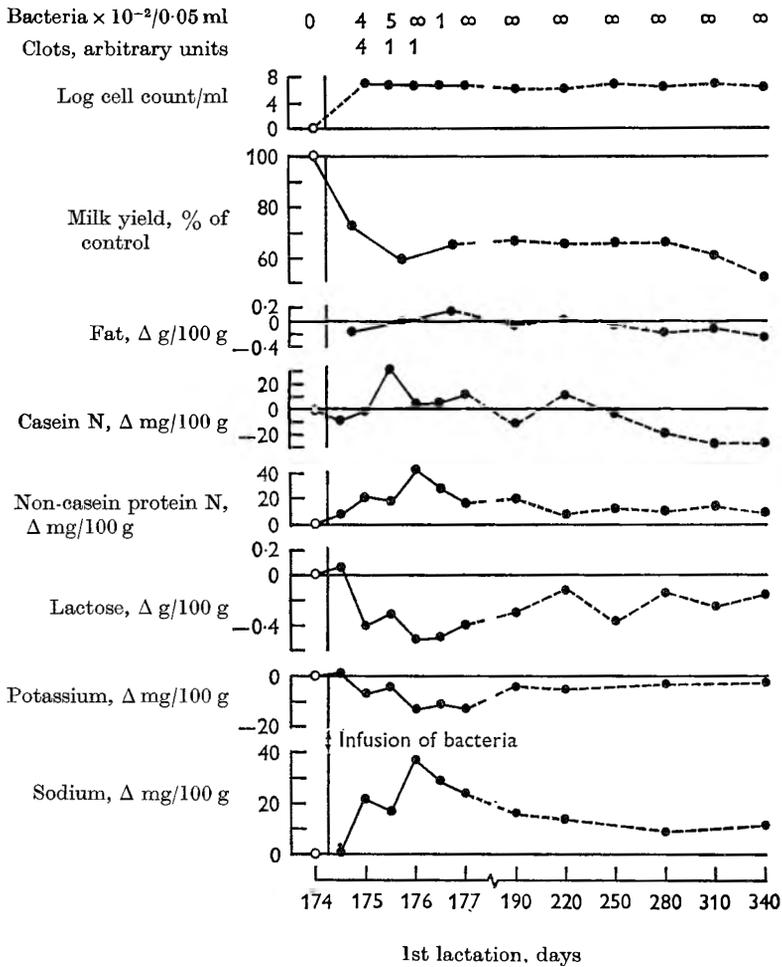 Bacteria × 10⁻²/0·05 ml 0 4 5 ∞ 1 ∞ ∞ ∞ ∞ ∞ ∞ ∞
Clots, arbitrary units 4 1 1
Log cell count/ml
8
4
0
Milk yield, % of
control
100
80
60
Fat, Δ g/100 g
0·2
0
—0·4
Casein N, Δ mg/100 g
20
0
—20
Non-casein protein N,
Δ mg/100 g
40
20
0
Lactose, Δ g/100 g
0·2
0
—0·4
Potassium, Δ mg/100 g
0
—20
Infusion of bacteria
Sodium, Δ mg/100 g
40
20
0
174 175 176 177 190 220 250 280 310 340
1st lactation, days